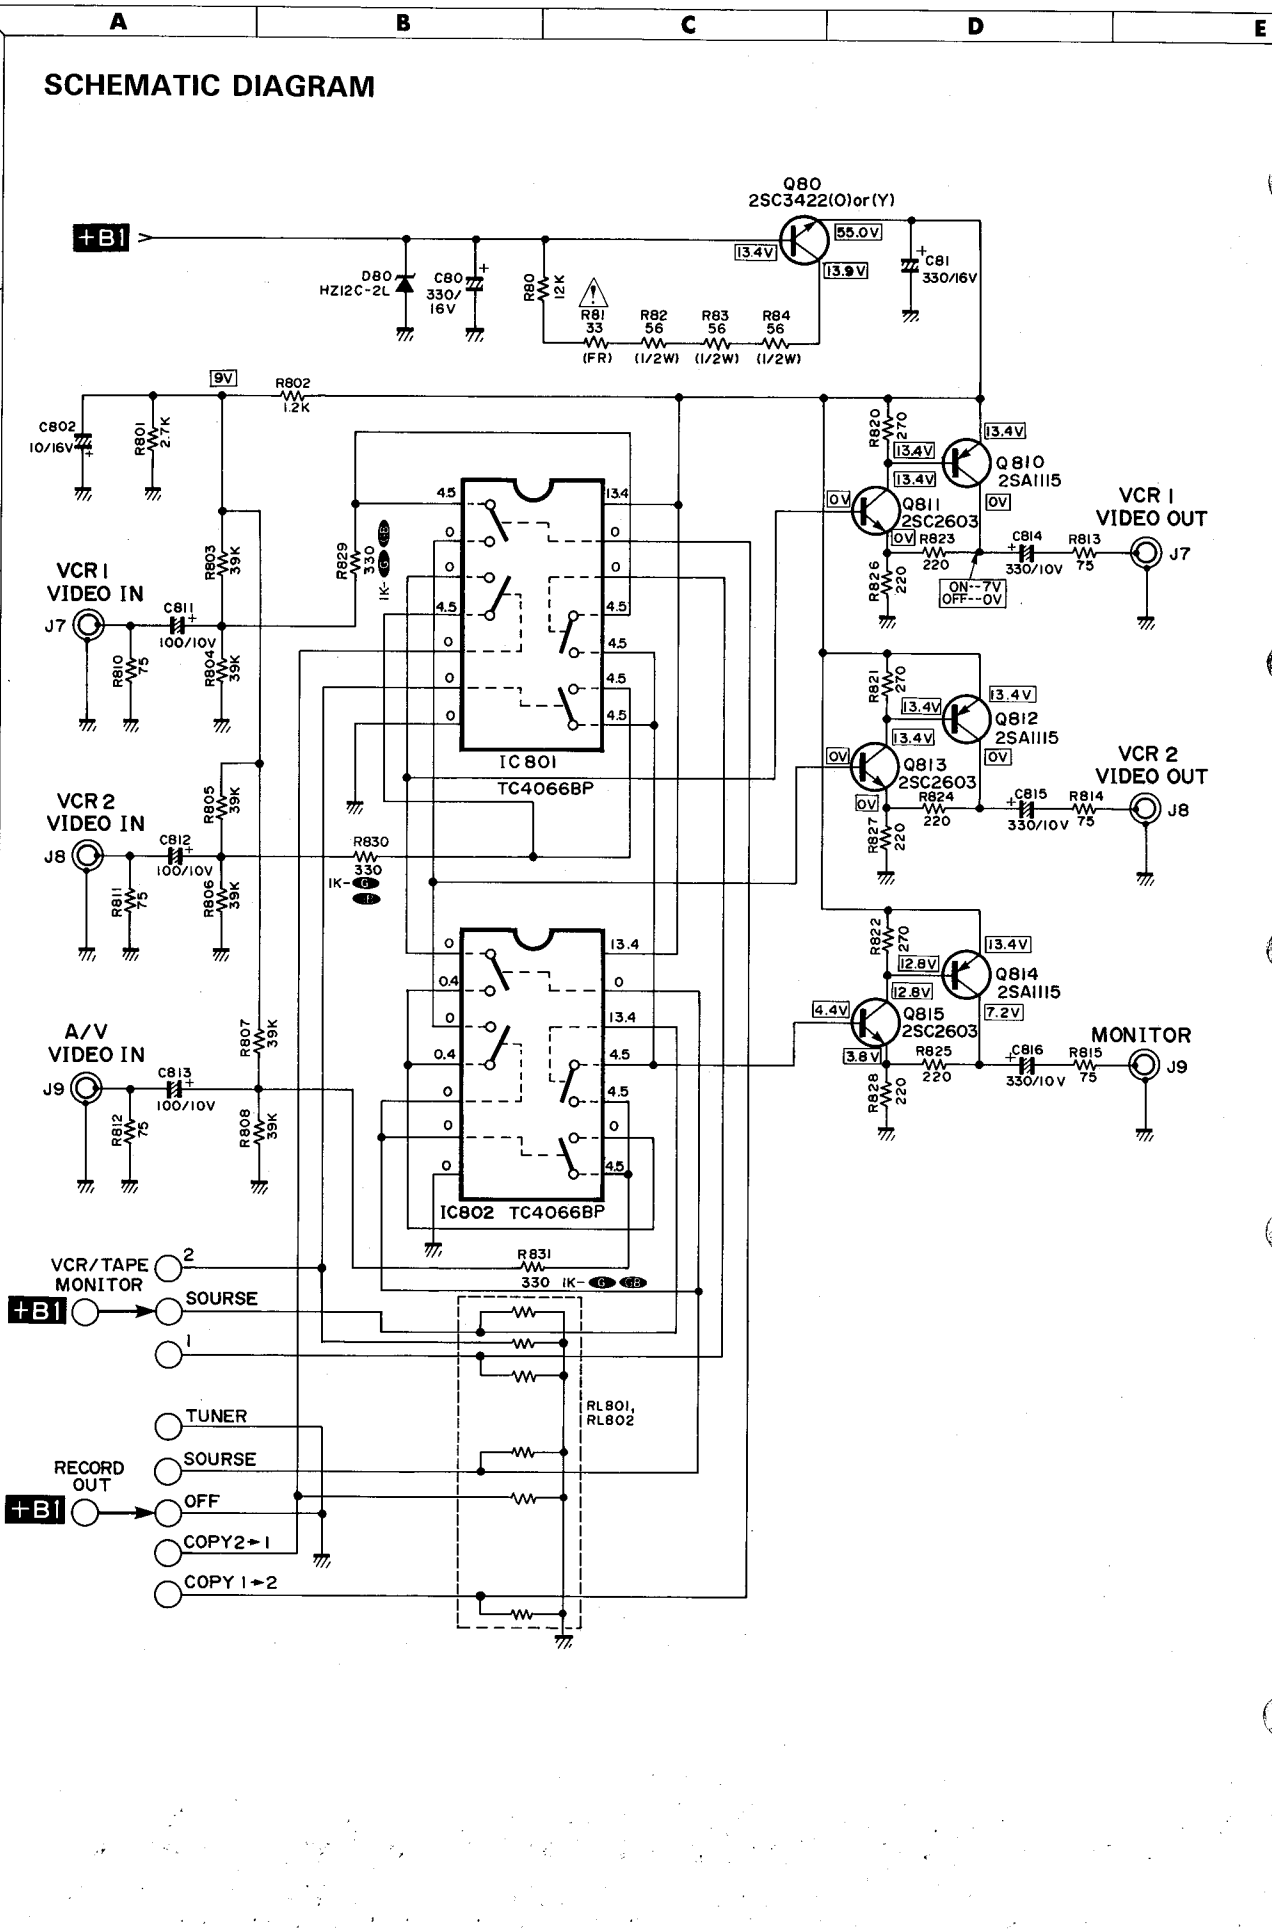 A B C D E
SCHEMATIC DIAGRAM
Q80
2SC3422(O)or(Y)
+B1
55.0V
13.4V
13.9V
C81
330/16V
D80
HZ12C-2L
C80
330/
16V
R80
12K
R81
33
(FR)
R82
56
(1/2W)
R83
56
(1/2W)
R84
56
(1/2W)
9V
R802
1.2K
C802
10/16V
R801
2.7K
R820
270
13.4V
13.4V
Q810
2SA1115
13.4V
0V
Q811
2SC2603
0V
0V
R823
220
R826
220
ON--7V
OFF--0V
C814
330/10V
R813
75
VCR 1
VIDEO OUT
J7
4.5
0
0
4.5
0
0
0
13.4
0
0
4.5
4.5
4.5
4.5
IC801
TC4066BP
R829
330
1K- G GB
R803
39K
VCR 1
VIDEO IN
J7
C811
100/10V
R810
75
R804
39K
R821
270
13.4V
13.4V
Q812
2SA1115
13.4V
0V
Q813
2SC2603
0V
0V
R824
220
R827
220
C815
330/10V
R814
75
VCR 2
VIDEO OUT
J8
VCR 2
VIDEO IN
J8
C812
100/10V
R805
39K
R811
75
R806
39K
R830
330
1K- G
R822
270
13.4V
12.8V
Q814
2SA1115
12.8V
7.2V
Q815
2SC2603
4.4V
3.8V
R825
220
R828
220
C816
330/10V
R815
75
MONITOR
J9
0
0.4
0
0.4
0
0
0
13.4
0
13.4
4.5
4.5
0
4.5
IC802 TC4066BP
A/V
VIDEO IN
J9
C813
100/10V
R807
39K
R812
75
R808
39K
R831
330 1K- G GB
VCR/TAPE
MONITOR
+B1
2
SOURSE
1
RL801,
RL802
RECORD
OUT
+B1
TUNER
SOURSE
OFF
COPY2→1
COPY 1→2